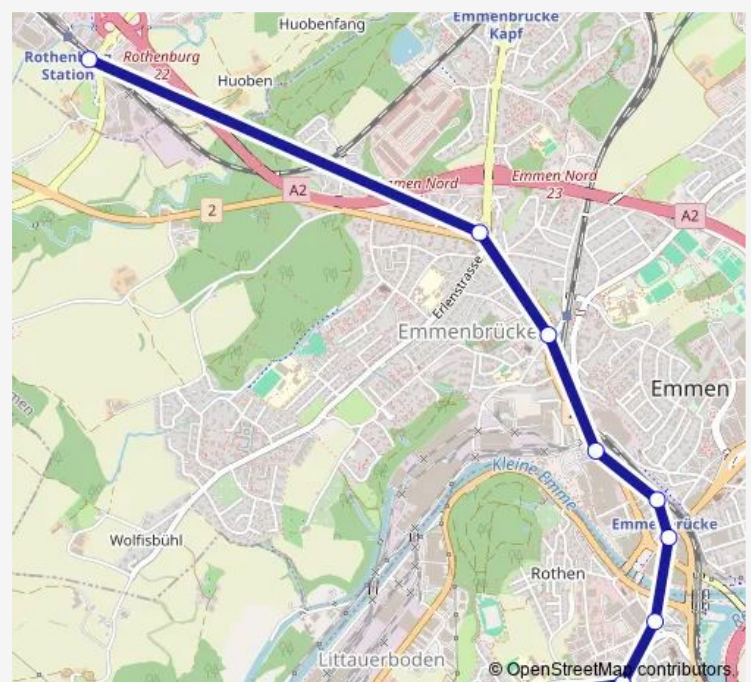 Huobenfang
Emmenbrücke
Kapf
Rothenburg
22
Station
Huoben
A2
Emmen Nord
Emmen Nord
23
2
A2
Erlenstrasse
Emmenbrücke
Emmen
Kleine Emme
Wolfisbühl
Rothen
Littauerboden
© OpenStreetMap contributors.